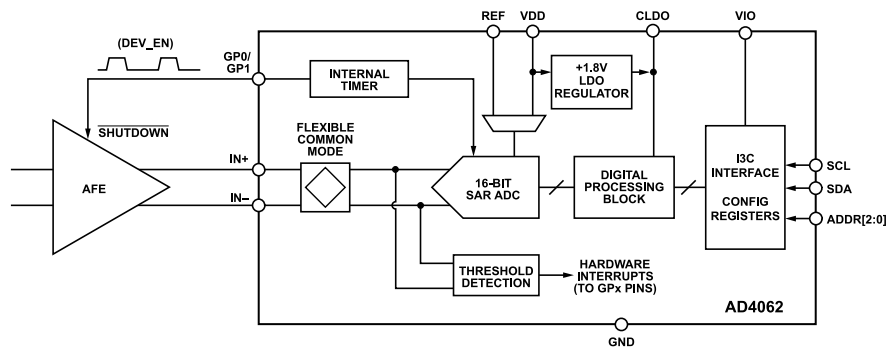 REF
VDD
CLDO
VIO
(DEV_EN)
GP0/
GP1
INTERNAL
TIMER
+1.8V
LDO
REGULATOR
SHUTDOWN
FLEXIBLE
COMMON
MODE
IN+
AFE
IN–
16-BIT
SAR ADC
DIGITAL
PROCESSING
BLOCK
I3C
INTERFACE
CONFIG
REGISTERS
SCL
SDA
ADDR[2:0]
THRESHOLD
DETECTION
HARDWARE
INTERRUPTS
(TO GPx PINS)
AD4062
GND